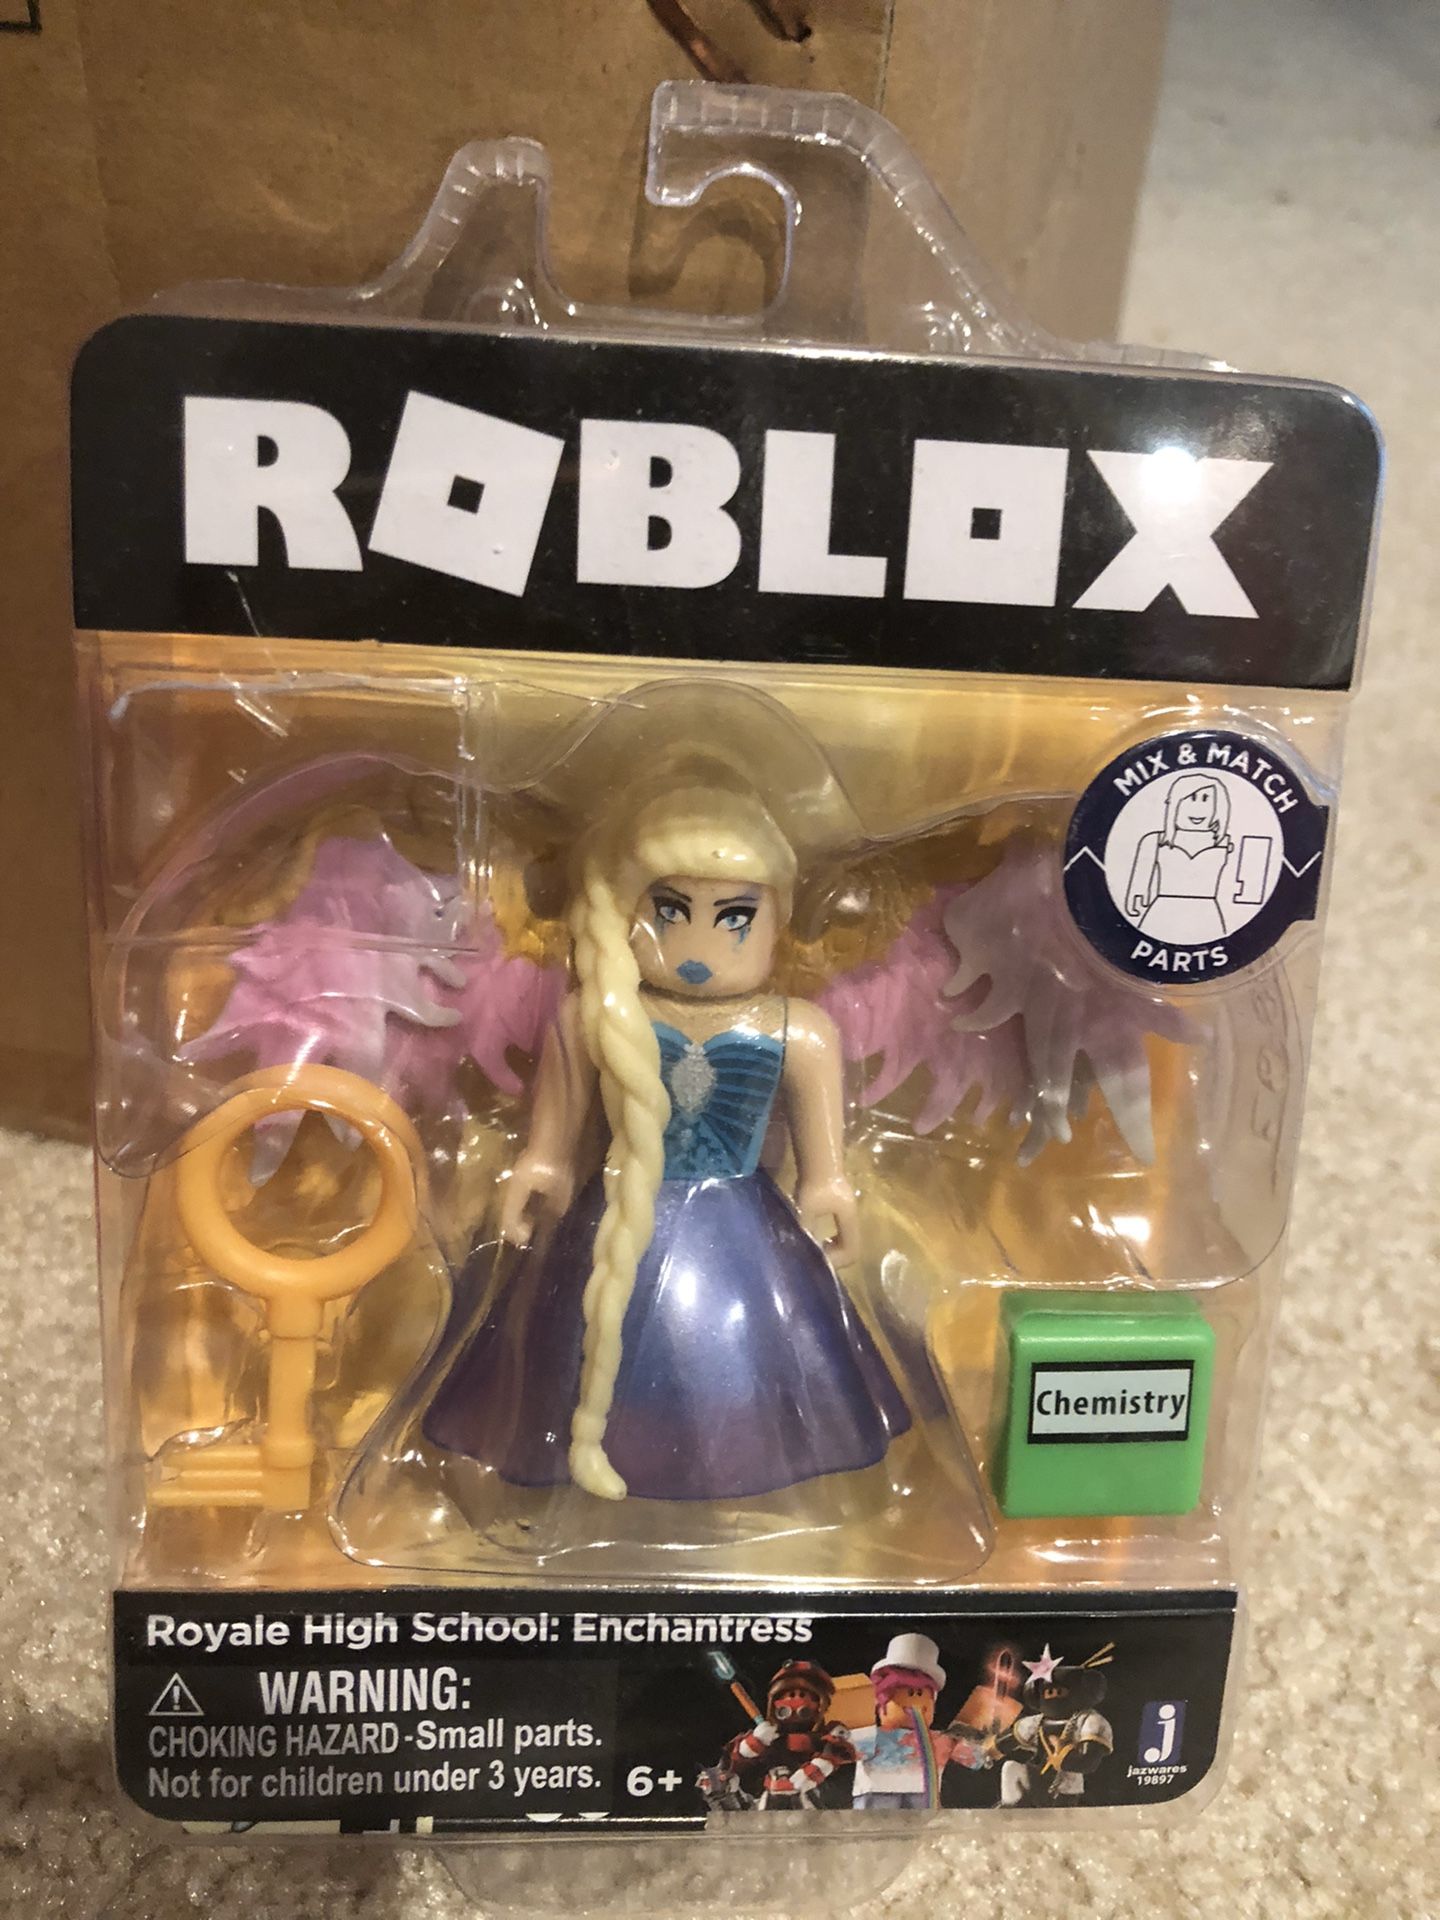 ROBLOX
MIX & MATCH
PARTS
Chemistry
Royale High School: Enchantress
WARNING:
CHOKING HAZARD-Small parts.
Not for children under 3 years. 6+
j
jazwares
19897